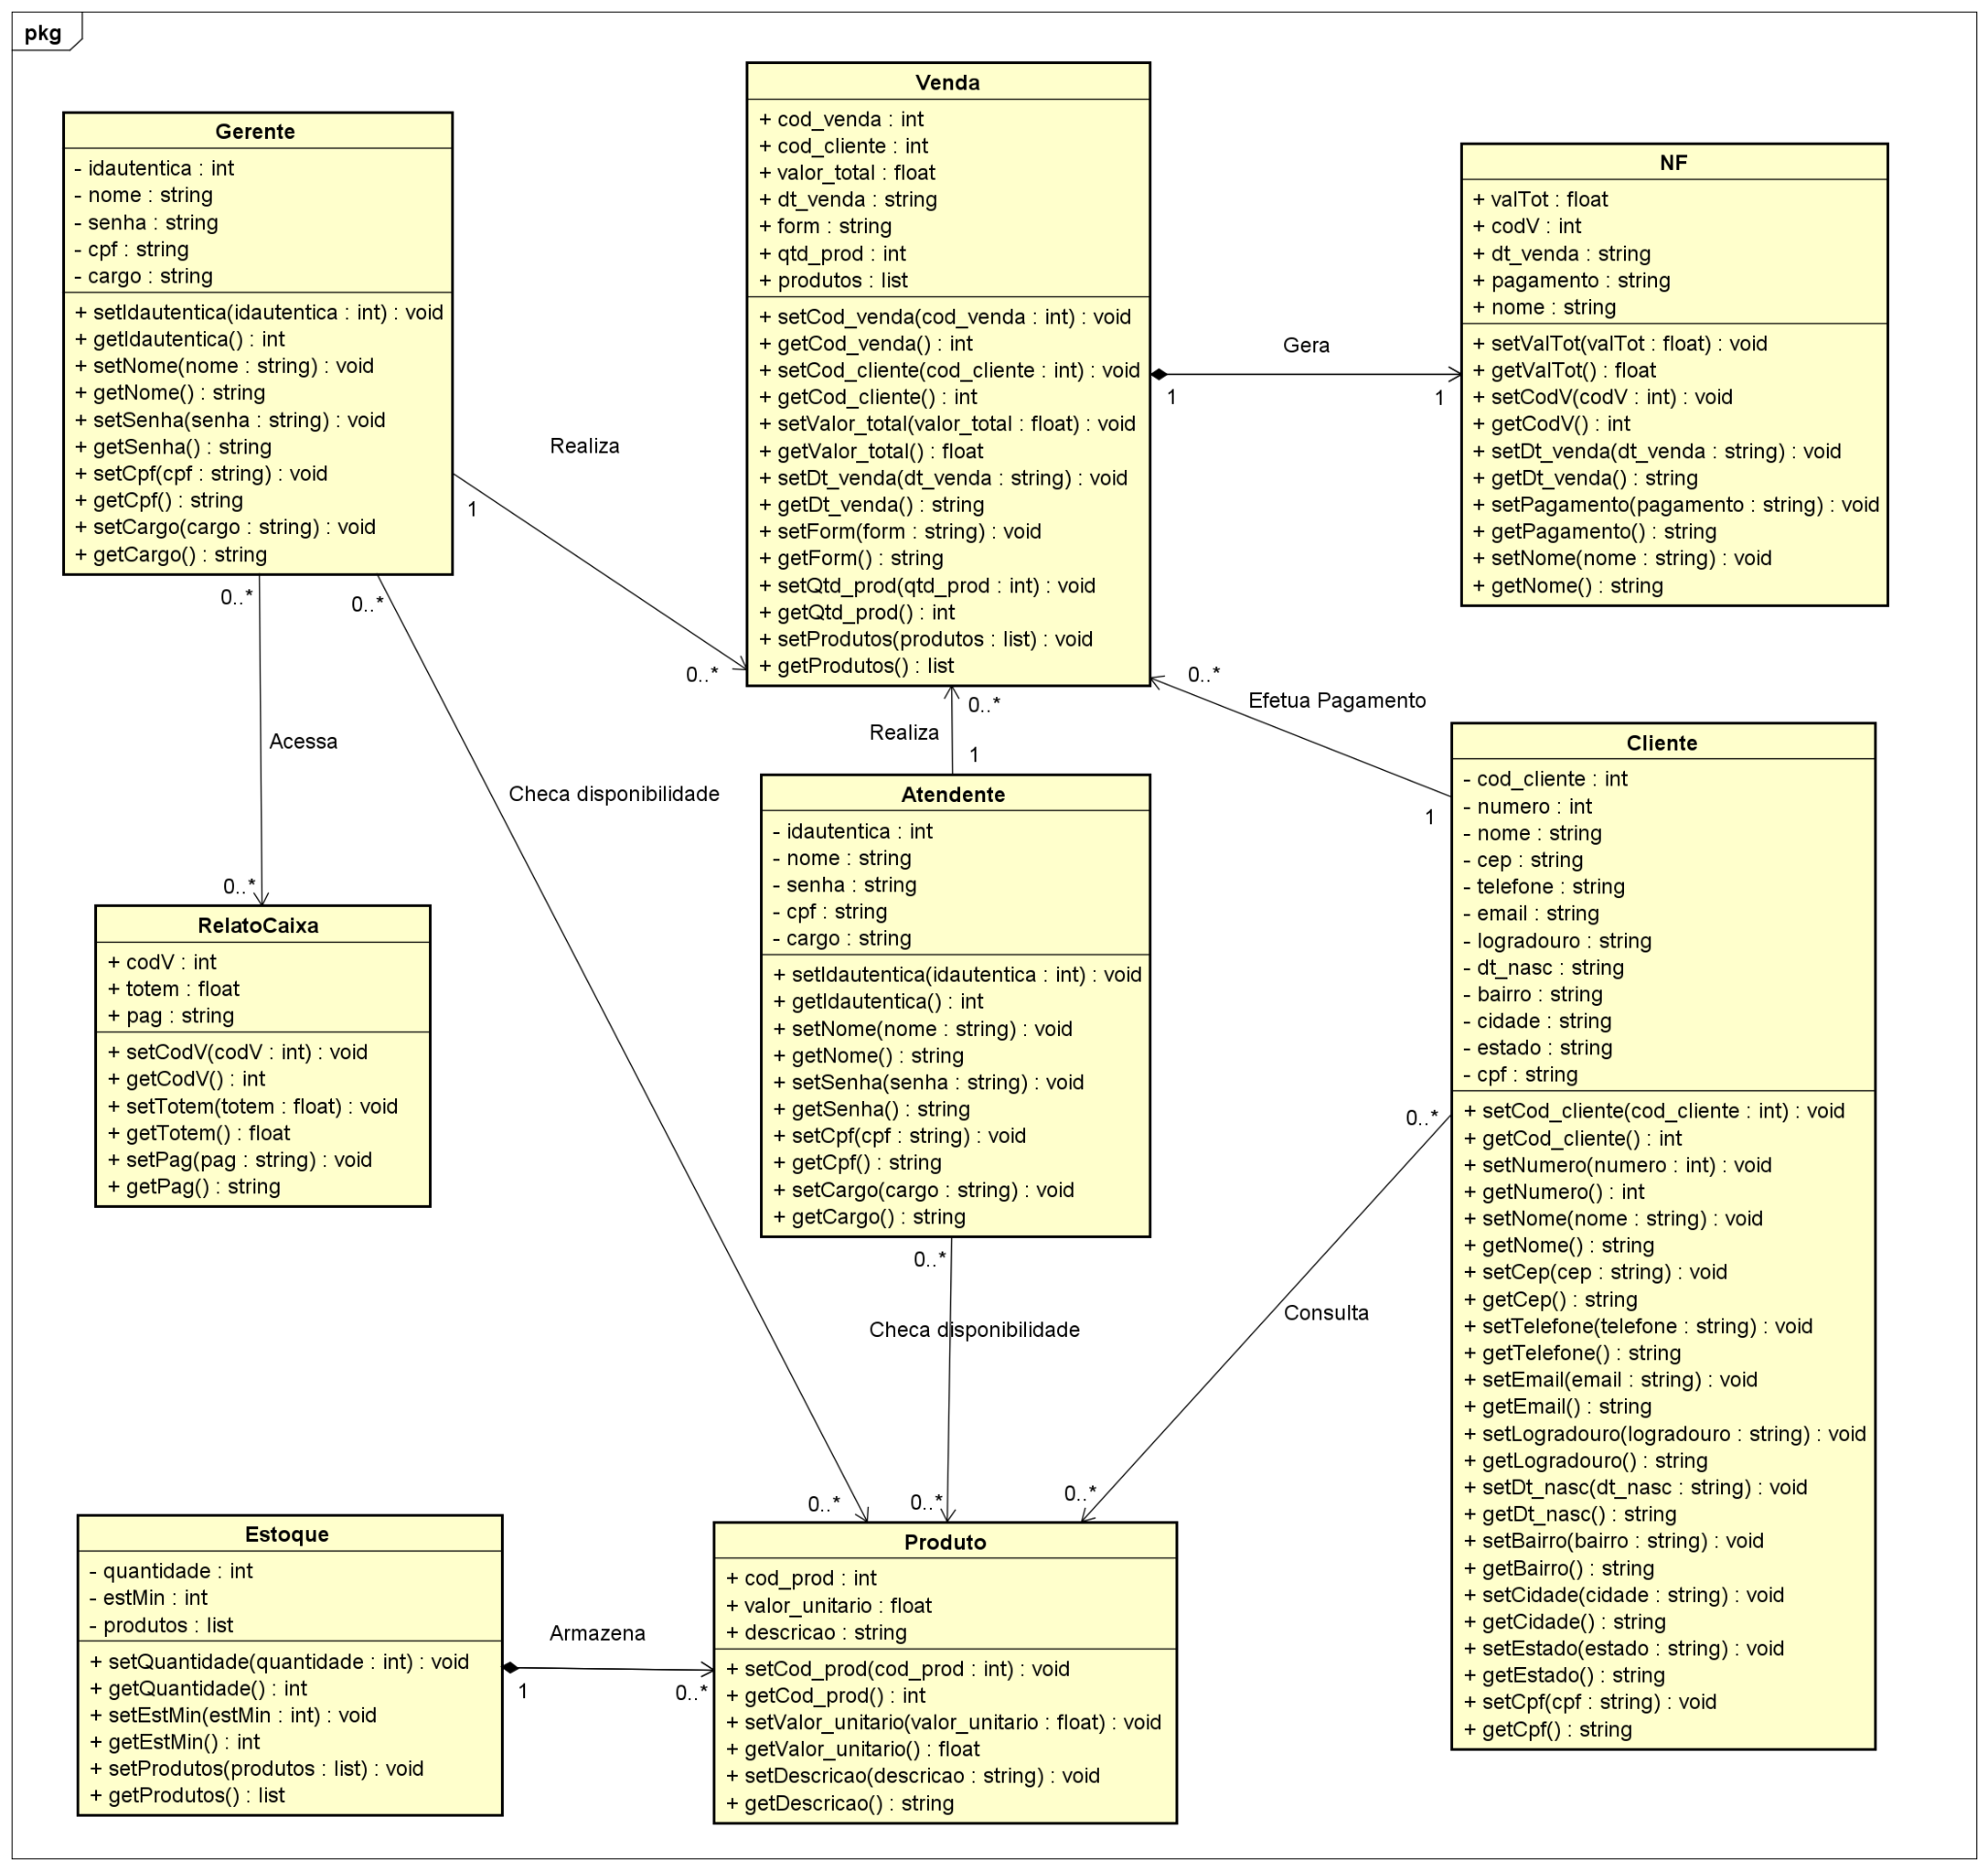 pkg
Gerente
- idautentica : int
- nome : string
- senha : string
- cpf : string
- cargo : string
+ setIdautentica(idautentica : int) : void
+ getIdautentica() : int
+ setNome(nome : string) : void
+ getNome() : string
+ setSenha(senha : string) : void
+ getSenha() : string
+ setCpf(cpf : string) : void
+ getCpf() : string
+ setCargo(cargo : string) : void
+ getCargo() : string
Venda
+ cod_venda : int
+ cod_cliente : int
+ valor_total : float
+ dt_venda : string
+ form : string
+ qtd_prod : int
+ produtos : list
+ setCod_venda(cod_venda : int) : void
+ getCod_venda() : int
+ setCod_cliente(cod_cliente : int) : void
+ getCod_cliente() : int
+ setValor_total(valor_total : float) : void
+ getValor_total() : float
+ setDt_venda(dt_venda : string) : void
+ getDt_venda() : string
+ setForm(form : string) : void
+ getForm() : string
+ setQtd_prod(qtd_prod : int) : void
+ getQtd_prod() : int
+ setProdutos(produtos : list) : void
+ getProdutos() : list
NF
+ valTot : float
+ codV : int
+ dt_venda : string
+ pagamento : string
+ nome : string
+ setValTot(valTot : float) : void
+ getValTot() : float
+ setCodV(codV : int) : void
+ getCodV() : int
+ setDt_venda(dt_venda : string) : void
+ getDt_venda() : string
+ setPagamento(pagamento : string) : void
+ getPagamento() : string
+ setNome(nome : string) : void
+ getNome() : string
Gera
1
1
Realiza
1
0..*
0..*
0..*
Acessa
0..*
Checa disponibilidade
0..*
Realiza
0..*
1
Efetua Pagamento
0..*
1
RelatoCaixa
+ codV : int
+ totem : float
+ pag : string
+ setCodV(codV : int) : void
+ getCodV() : int
+ setTotem(totem : float) : void
+ getTotem() : float
+ setPag(pag : string) : void
+ getPag() : string
Atendente
- idautentica : int
- nome : string
- senha : string
- cpf : string
- cargo : string
+ setIdautentica(idautentica : int) : void
+ getIdautentica() : int
+ setNome(nome : string) : void
+ getNome() : string
+ setSenha(senha : string) : void
+ getSenha() : string
+ setCpf(cpf : string) : void
+ getCpf() : string
+ setCargo(cargo : string) : void
+ getCargo() : string
Cliente
- cod_cliente : int
- numero : int
- nome : string
- cep : string
- telefone : string
- email : string
- logradouro : string
- dt_nasc : string
- bairro : string
- cidade : string
- estado : string
- cpf : string
+ setCod_cliente(cod_cliente : int) : void
+ getCod_cliente() : int
+ setNumero(numero : int) : void
+ getNumero() : int
+ setNome(nome : string) : void
+ getNome() : string
+ setCep(cep : string) : void
+ getCep() : string
+ setTelefone(telefone : string) : void
+ getTelefone() : string
+ setEmail(email : string) : void
+ getEmail() : string
+ setLogradouro(logradouro : string) : void
+ getLogradouro() : string
+ setDt_nasc(dt_nasc : string) : void
+ getDt_nasc() : string
+ setBairro(bairro : string) : void
+ getBairro() : string
+ setCidade(cidade : string) : void
+ getCidade() : string
+ setEstado(estado : string) : void
+ getEstado() : string
+ setCpf(cpf : string) : void
+ getCpf() : string
0..*
Checa disponibilidade
0..*
0..*
Consulta
0..*
Estoque
- quantidade : int
- estMin : int
- produtos : list
+ setQuantidade(quantidade : int) : void
+ getQuantidade() : int
+ setEstMin(estMin : int) : void
+ getEstMin() : int
+ setProdutos(produtos : list) : void
+ getProdutos() : list
Armazena
1
0..*
Produto
+ cod_prod : int
+ valor_unitario : float
+ descricao : string
+ setCod_prod(cod_prod : int) : void
+ getCod_prod() : int
+ setValor_unitario(valor_unitario : float) : void
+ getValor_unitario() : float
+ setDescricao(descricao : string) : void
+ getDescricao() : string